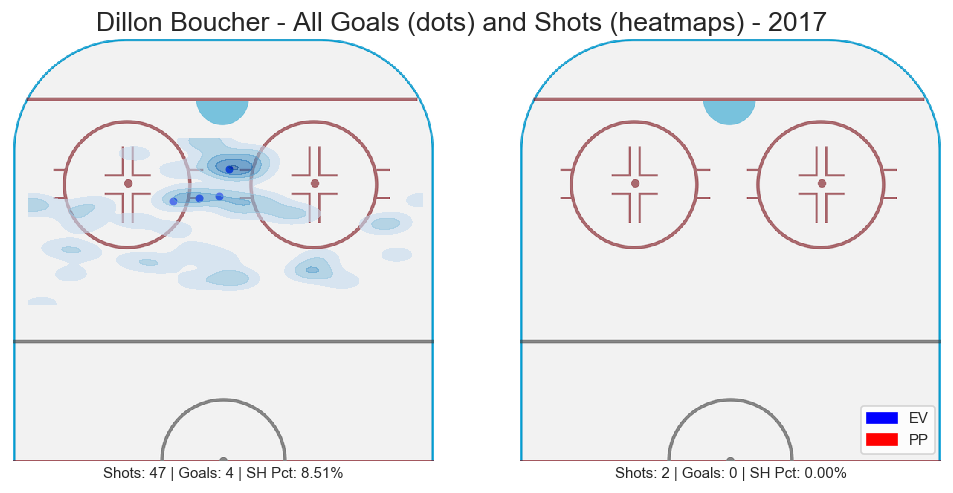 Dillon Boucher - All Goals (dots) and Shots (heatmaps) - 2017
EV
PP
Shots: 47 | Goals: 4 | SH Pct: 8.51%
Shots: 2 | Goals: 0 | SH Pct: 0.00%